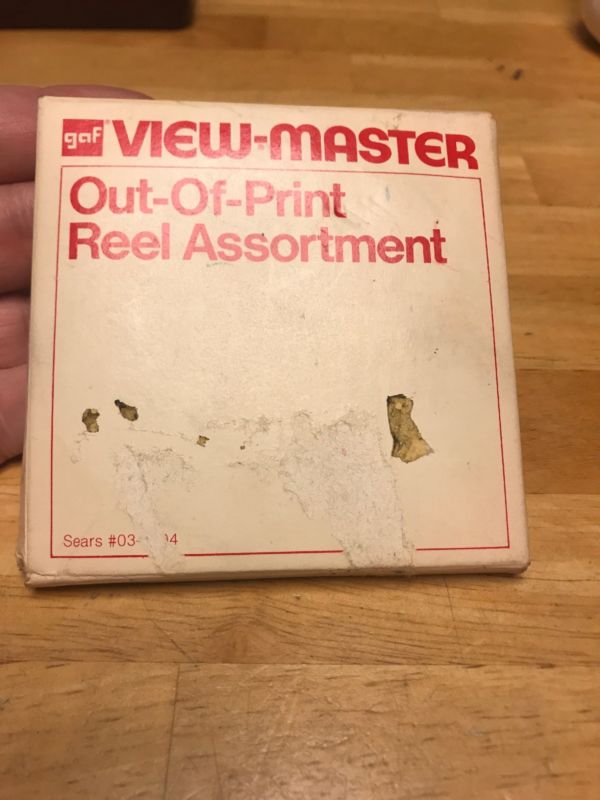 gaf VIEW-MASTER
Out-Of-Print
Reel Assortment
Sears #03-